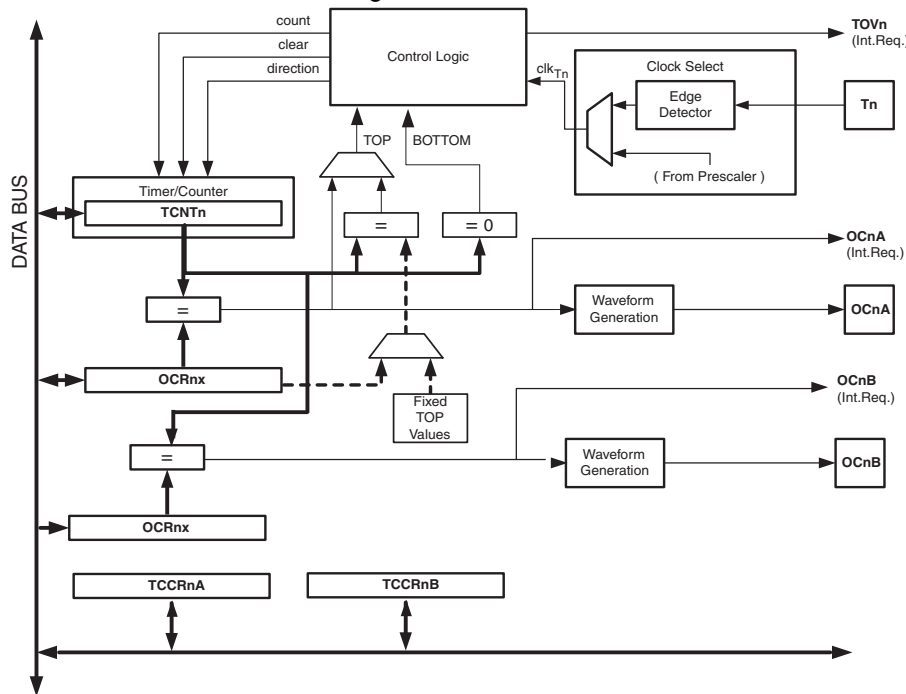 count
clear
direction
Control Logic
TOVn
(Int.Req.)
clkTn
Clock Select
Edge
Detector
Tn
( From Prescaler )
TOP
BOTTOM
DATA BUS
Timer/Counter
TCNTn
=
= 0
OCnA
(Int.Req.)
=
Waveform
Generation
OCnA
OCRnx
Fixed
TOP
Values
OCnB
(Int.Req.)
=
Waveform
Generation
OCnB
OCRnx
TCCRnA
TCCRnB